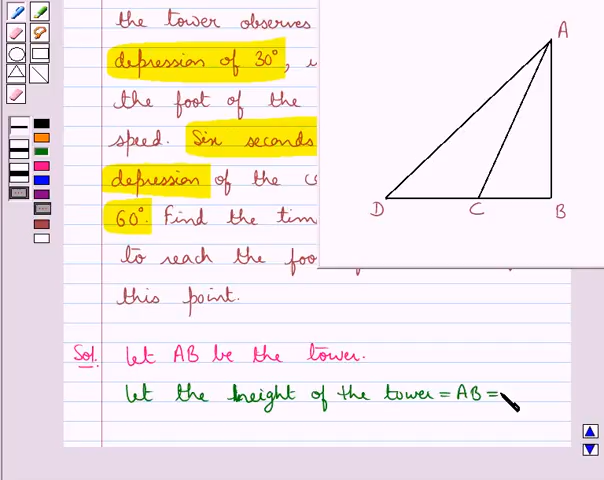 the tower observes
depression of 30°,
the foot of the
speed. Six seconds
depression of the
60°. Find the tim
to reach the foo
this point.
Sol. Let AB be the tower.
Let the height of the tower = AB =
A
D C B